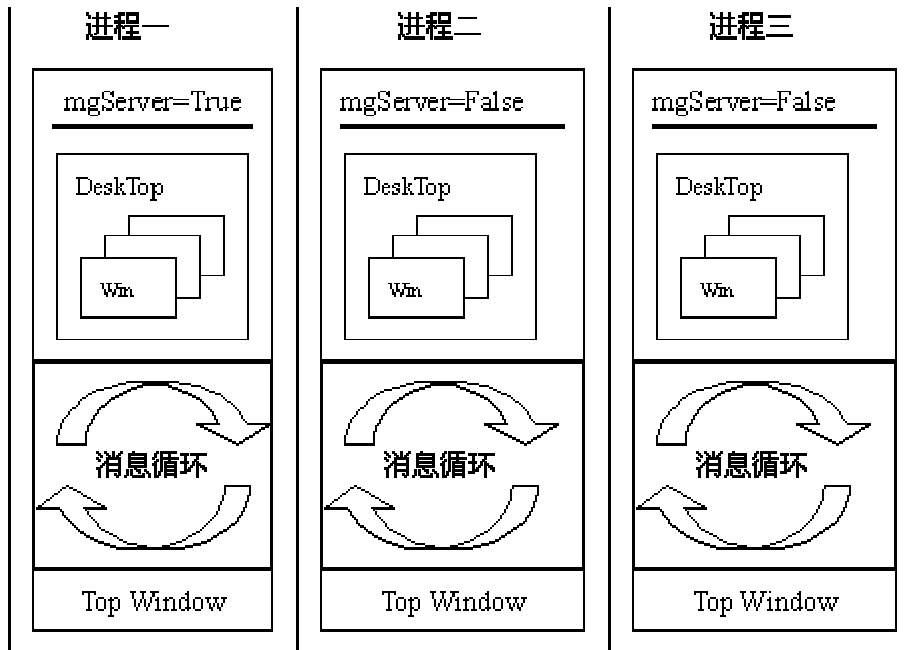 进程一
mgServer=True
DeskTop
Win
消息循环
Top Window
进程二
mgServer=False
DeskTop
Win
消息循环
Top Window
进程三
mgServer=False
DeskTop
Win
消息循环
Top Window